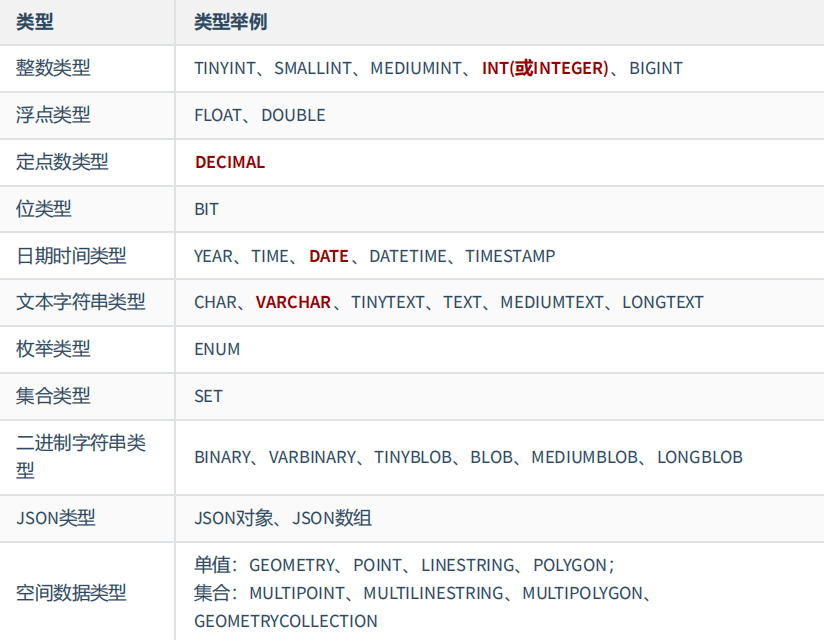 类型 类型举例
整数类型 TINYINT、SMALLINT、MEDIUMINT、INT(或INTEGER)、BIGINT
浮点类型 FLOAT、DOUBLE
定点数类型 DECIMAL
位类型 BIT
日期时间类型 YEAR、TIME、DATE、DATETIME、TIMESTAMP
文本字符串类型 CHAR、VARCHAR、TINYTEXT、TEXT、MEDIUMTEXT、LONGTEXT
枚举类型 ENUM
集合类型 SET
二进制字符串类
型
BINARY、VARBINARY、TINYBLOB、BLOB、MEDIUMBLOB、LONGBLOB
JSON类型 JSON对象、JSON数组
空间数据类型
单值：GEOMETRY、POINT、LINESTRING、POLYGON；
集合：MULTIPOINT、MULTILINESTRING、MULTIPOLYGON、
GEOMETRYCOLLECTION